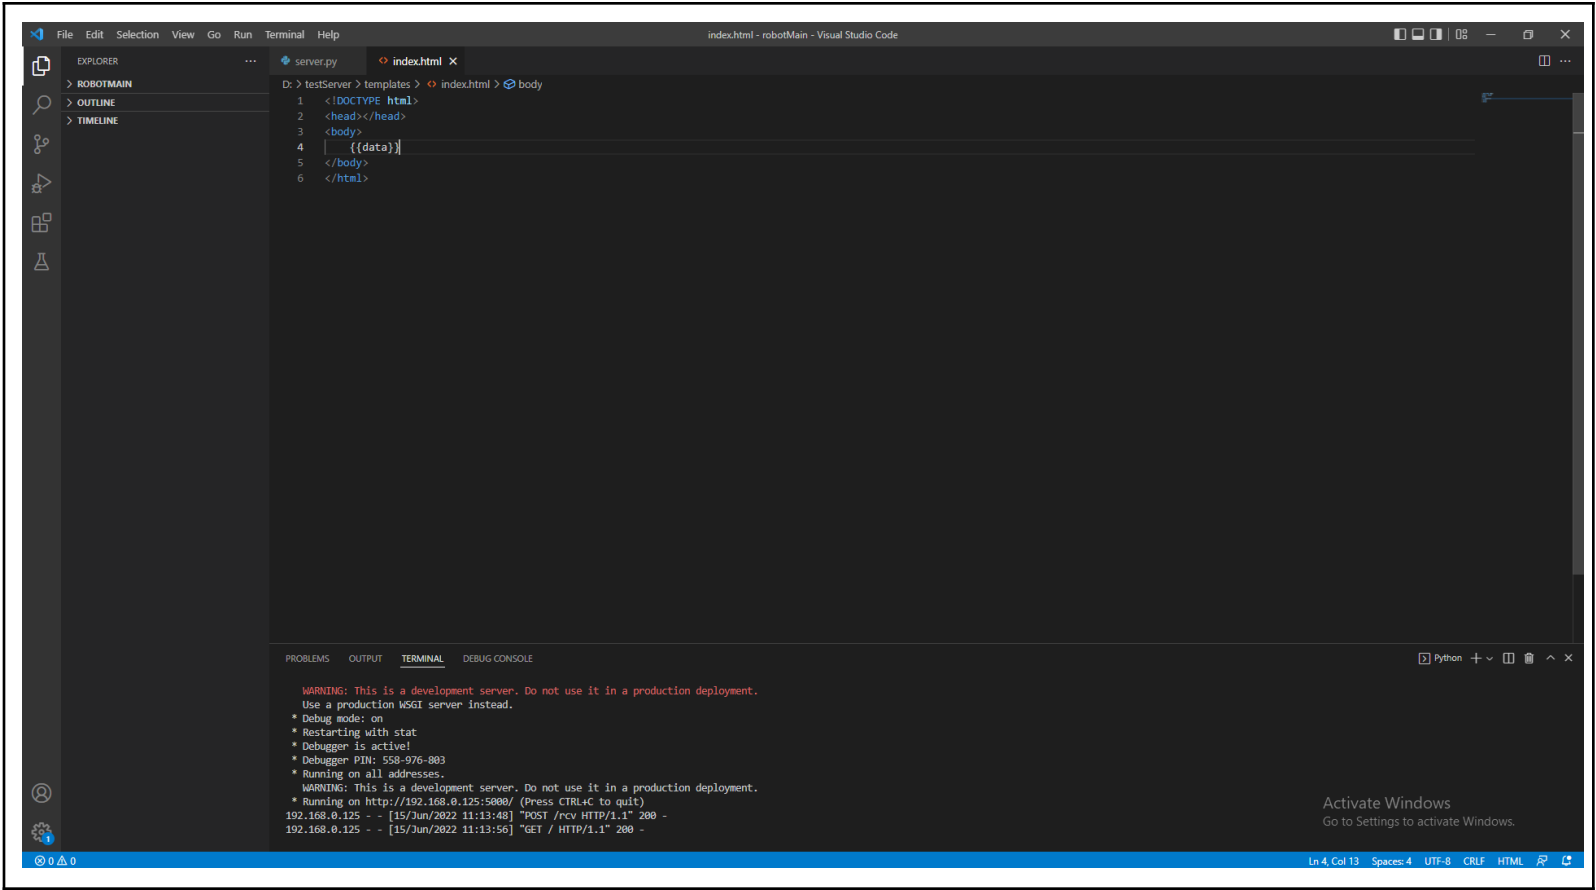 File Edit Selection View Go Run Terminal Help
index.html - robotMain - Visual Studio Code
EXPLORER
ROBOTMAIN
OUTLINE
TIMELINE
server.py
index.html
D: > testServer > templates > index.html > body
1 <!DOCTYPE html>
2 <head></head>
3 <body>
4 {{data}}
5 </body>
6 </html>
PROBLEMS OUTPUT TERMINAL DEBUG CONSOLE
Python
WARNING: This is a development server. Do not use it in a production deployment.
Use a production WSGI server instead.
* Debug mode: on
* Restarting with stat
* Debugger is active!
* Debugger PIN: 558-976-803
* Running on all addresses.
WARNING: This is a development server. Do not use it in a production deployment.
* Running on http://192.168.0.125:5000/ (Press CTRL+C to quit)
192.168.0.125 - - [15/Jun/2022 11:13:48] "POST /rcv HTTP/1.1" 200 -
192.168.0.125 - - [15/Jun/2022 11:13:56] "GET / HTTP/1.1" 200 -
Activate Windows
Go to Settings to activate Windows.
1
0 0
Ln 4, Col 13 Spaces: 4 UTF-8 CRLF HTML